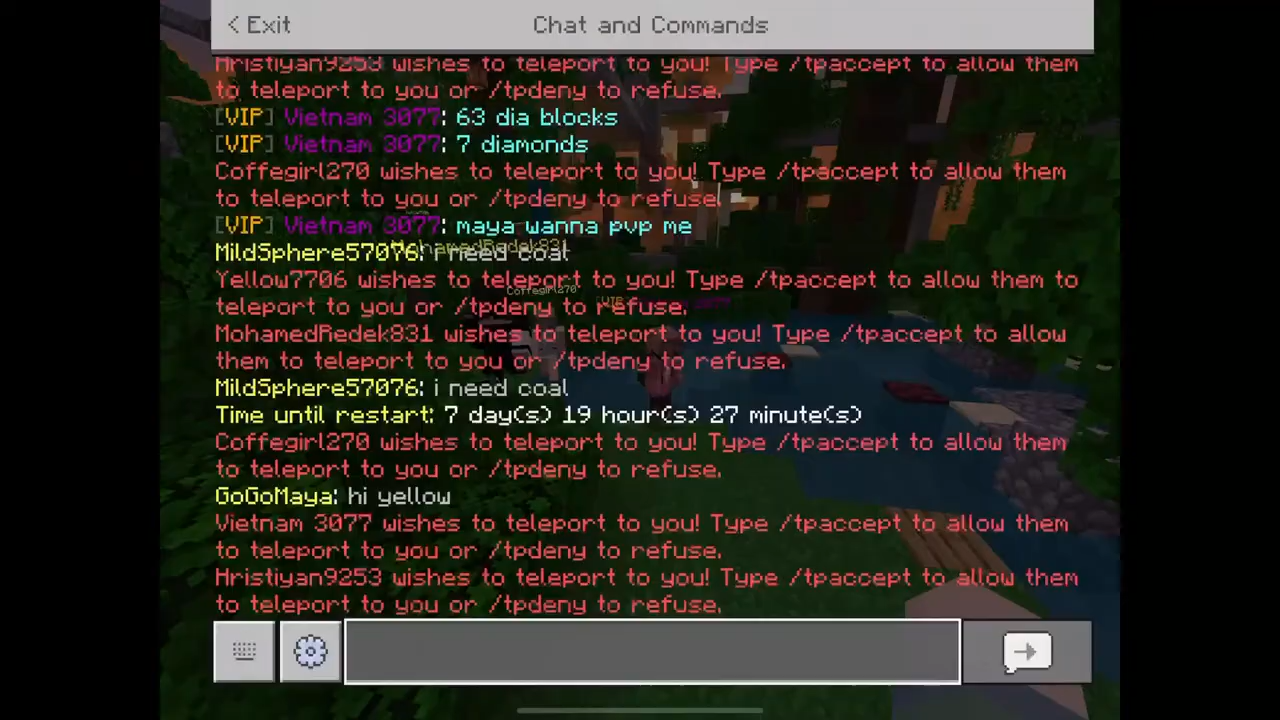 < Exit
Chat and Commands
Hristiyan9253 wishes to teleport to you! Type /tpaccept to allow them
to teleport to you or /tpdeny to refuse.
[VIP] Vietnam 3077: 63 dia blocks
[VIP] Vietnam 3077: 7 diamonds
Coffegirl270 wishes to teleport to you! Type /tpaccept to allow them
to teleport to you or /tpdeny to refuse.
[VIP] Vietnam 3077: maya wanna pvp me
MohamedRedek831
MildSphere57076: i need coal
Yellow7706 wishes to teleport to you! Type /tpaccept to allow them to
Coffegirl270
[VIP] Vietnam 3077
teleport to you or /tpdeny to refuse.
MohamedRedek831 wishes to teleport to you! Type /tpaccept to allow
them to teleport to you or /tpdeny to refuse.
MildSphere57076: i need coal
Time until restart: 7 day(s) 19 hour(s) 27 minute(s)
Coffegirl270 wishes to teleport to you! Type /tpaccept to allow them
to teleport to you or /tpdeny to refuse.
GoGoMaya: hi yellow
Vietnam 3077 wishes to teleport to you! Type /tpaccept to allow them
to teleport to you or /tpdeny to refuse.
Hristiyan9253 wishes to teleport to you! Type /tpaccept to allow them
to teleport to you or /tpdeny to refuse.